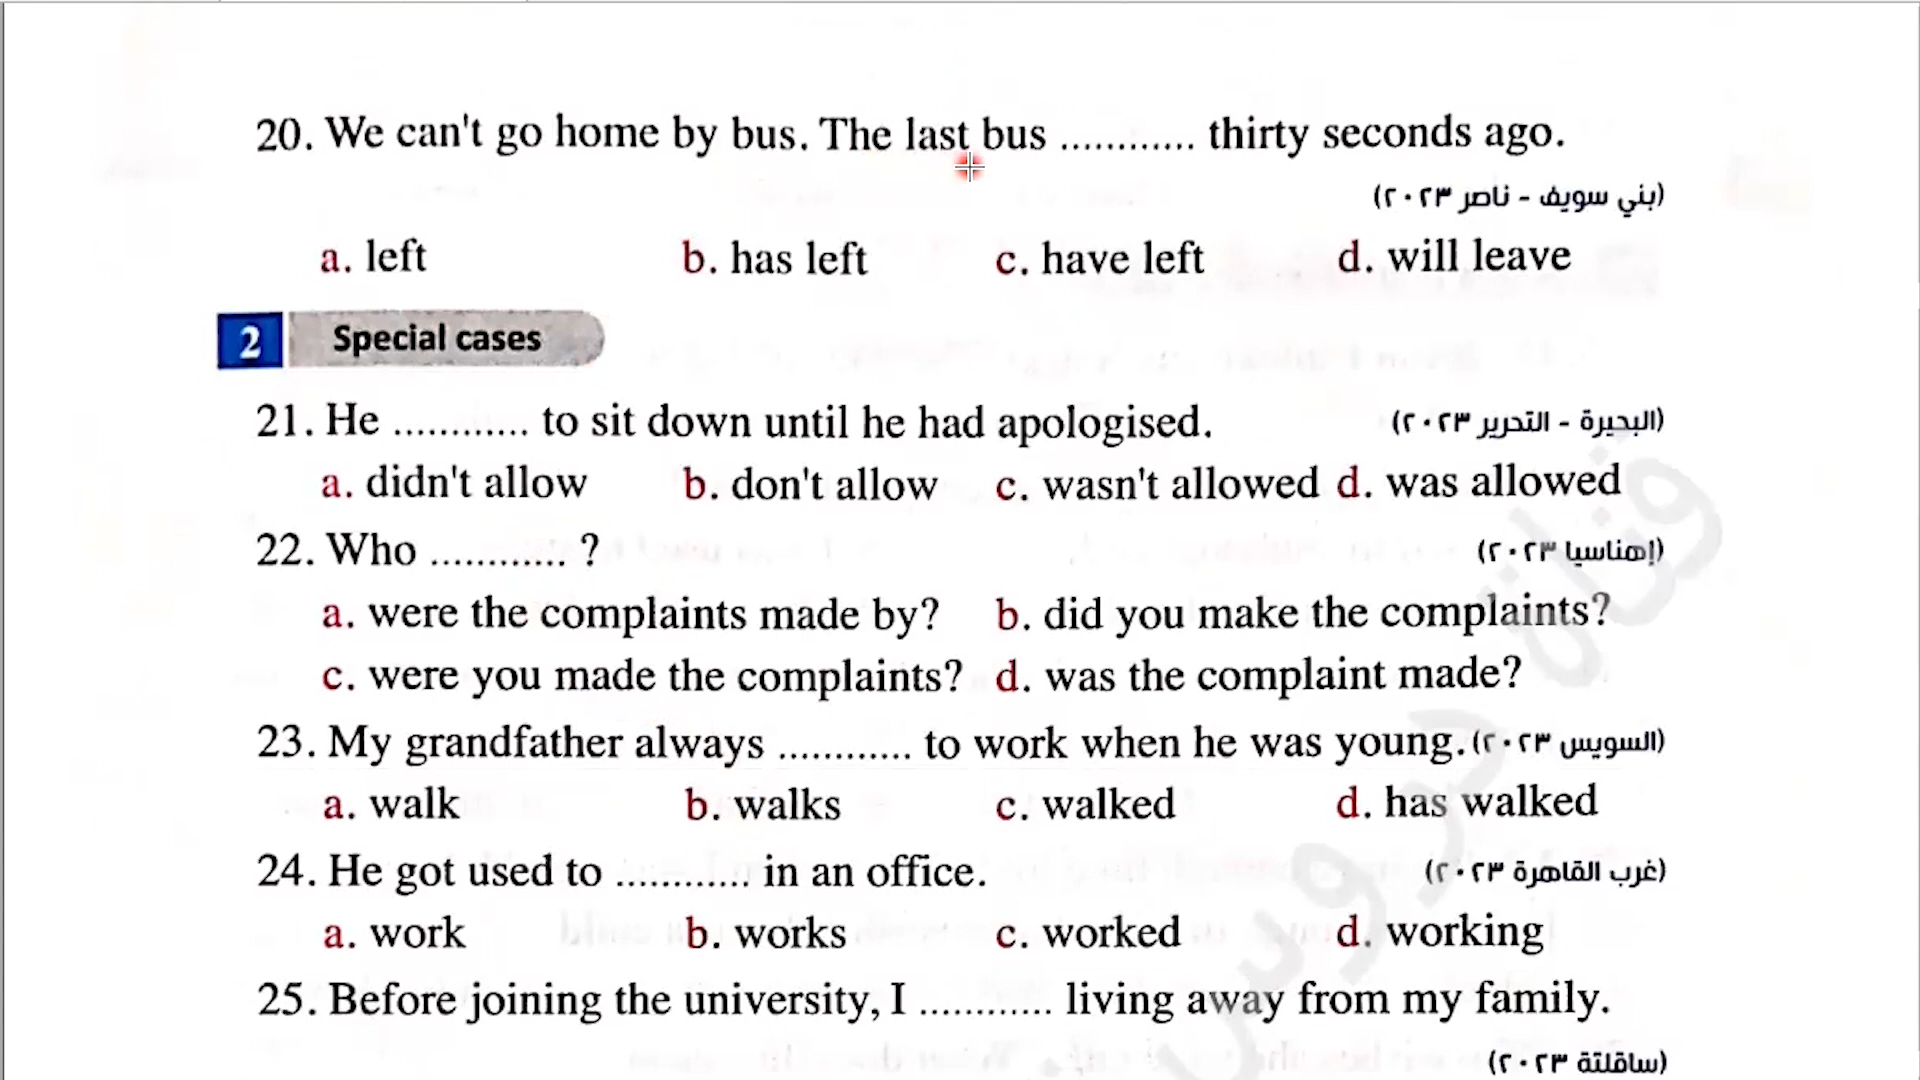 20. We can't go home by bus. The last bus ............ thirty seconds ago.
(بني سويف - ناصر ٢٠٢٣)
a. left b. has left c. have left d. will leave
2 Special cases
21. He ............ to sit down until he had apologised. (البحيرة - التحرير ٢٠٢٣)
a. didn't allow b. don't allow c. wasn't allowed d. was allowed
22. Who ............ ? (إهناسيا ٢٠٢٣)
a. were the complaints made by? b. did you make the complaints?
c. were you made the complaints? d. was the complaint made?
23. My grandfather always ............ to work when he was young. (السويس ٢٠٢٣)
a. walk b. walks c. walked d. has walked
24. He got used to ............ in an office. (غرب القاهرة ٢٠٢٣)
a. work b. works c. worked d. working
25. Before joining the university, I ............ living away from my family.
(ساقلتة ٢٠٢٣)
قناة دروس